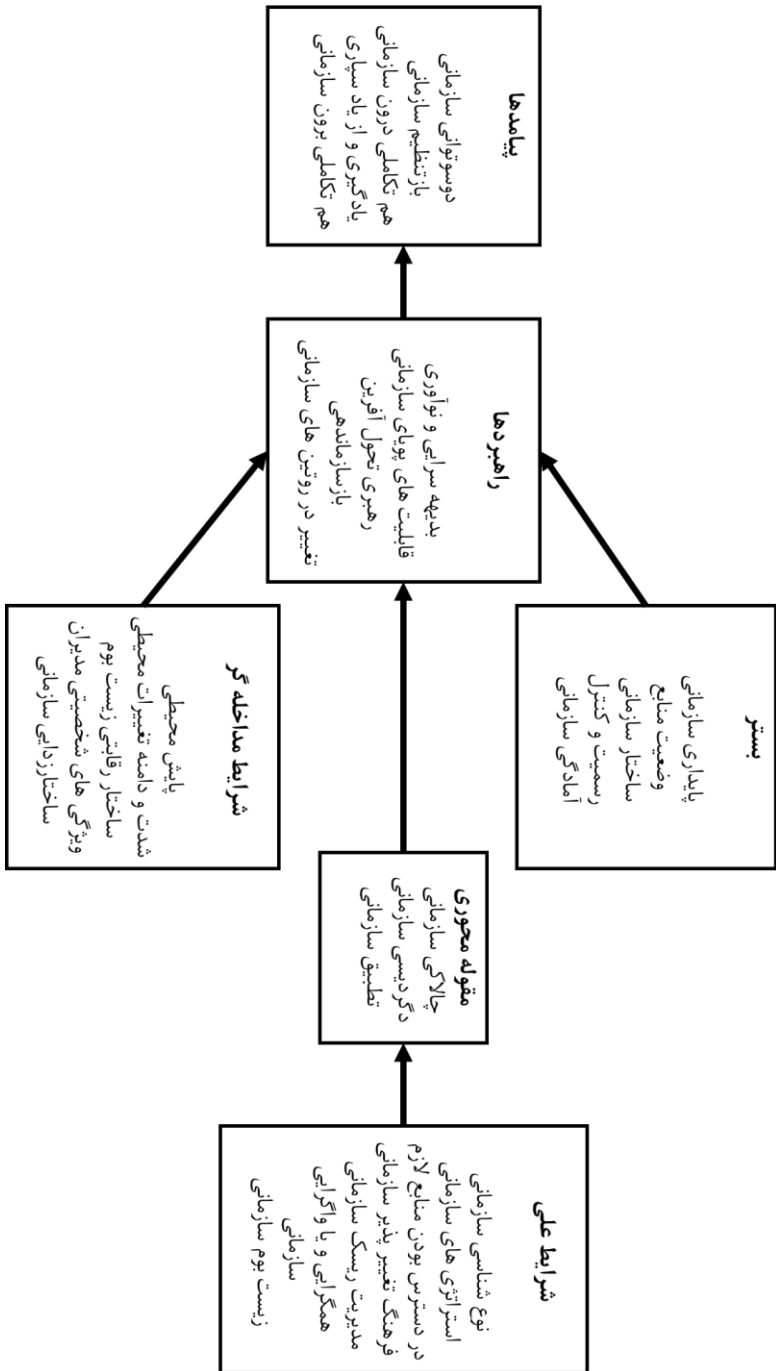 شرایط علی
نوع شناسی سازمانی
استراتژی های سازمانی
در دسترس بودن منابع لازم
فرهنگ تغییر پذیر سازمانی
مدیریت ریسک سازمانی
همگرایی و یا واگرایی
سازمانی
زیست بوم سازمانی
مقوله محوری
چالاکی سازمانی
دگردیسی سازمانی
تطبیق سازمانی
بستر
پایداری سازمانی
وضعیت منابع
ساختار سازمانی
رسمیت و کنترل
آمادگی سازمانی
شرایط مداخله گر
پایش محیطی
شدت و دامنه تغییرات محیطی
ساختار رقابتی زیست بوم
ویژگی های شخصیتی مدیران
ساختارزدایی سازمانی
راهبردها
بدیهه سرایی و نوآوری
قابلیت های پویای سازمانی
رهبری تحول آفرین
بازسازماندهی
تغییر در روتین های سازمانی
پیامدها
دوسوتوانی سازمانی
بازتنظیم سازمانی
هم تکاملی درون سازمانی
یادگیری و از یاد سپاری
هم تکاملی برون سازمانی